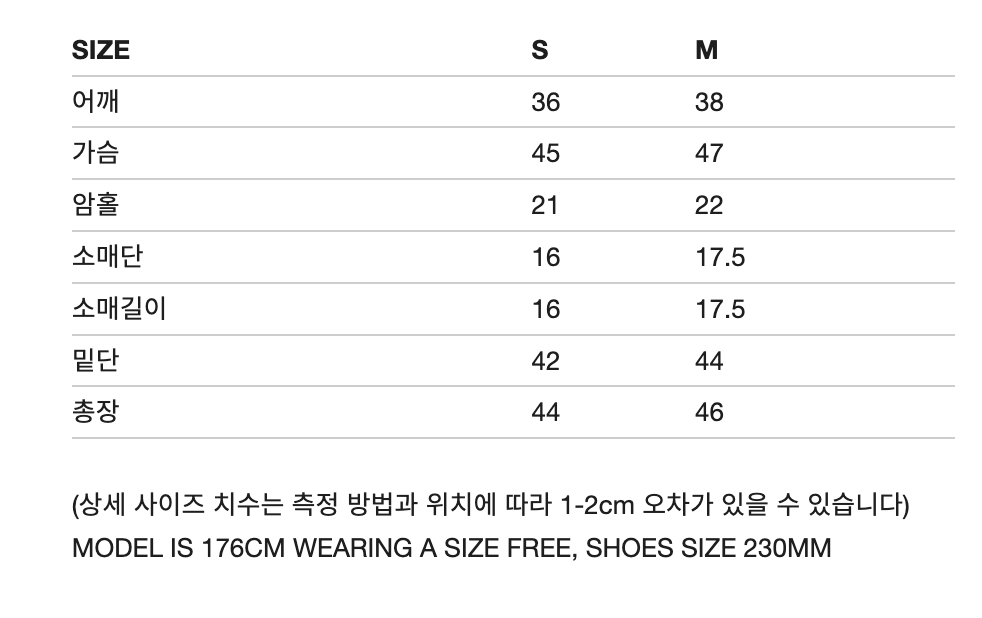 SIZE S M
어깨 36 38
가슴 45 47
암홀 21 22
소매단 16 17.5
소매길이 16 17.5
밑단 42 44
총장 44 46
(상세 사이즈 치수는 측정 방법과 위치에 따라 1-2cm 오차가 있을 수 있습니다)
MODEL IS 176CM WEARING A SIZE FREE, SHOES SIZE 230MM